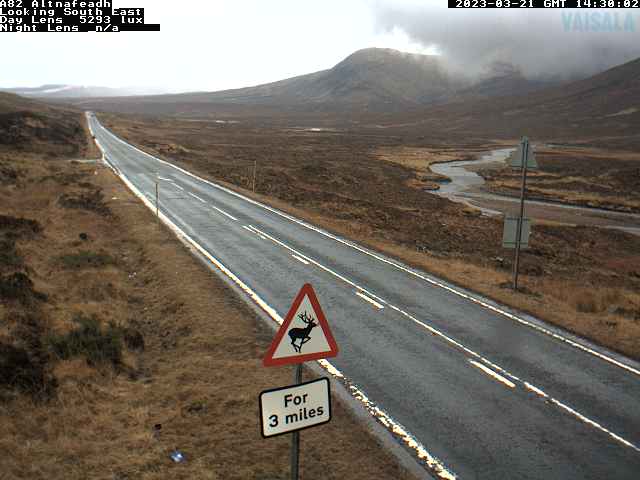 A82 Altnafeadh
Looking South East
Day Lens 5293 lux
Night Lens n/a
2023-03-21 GMT 14:30:02
VAISALA
For
3 miles